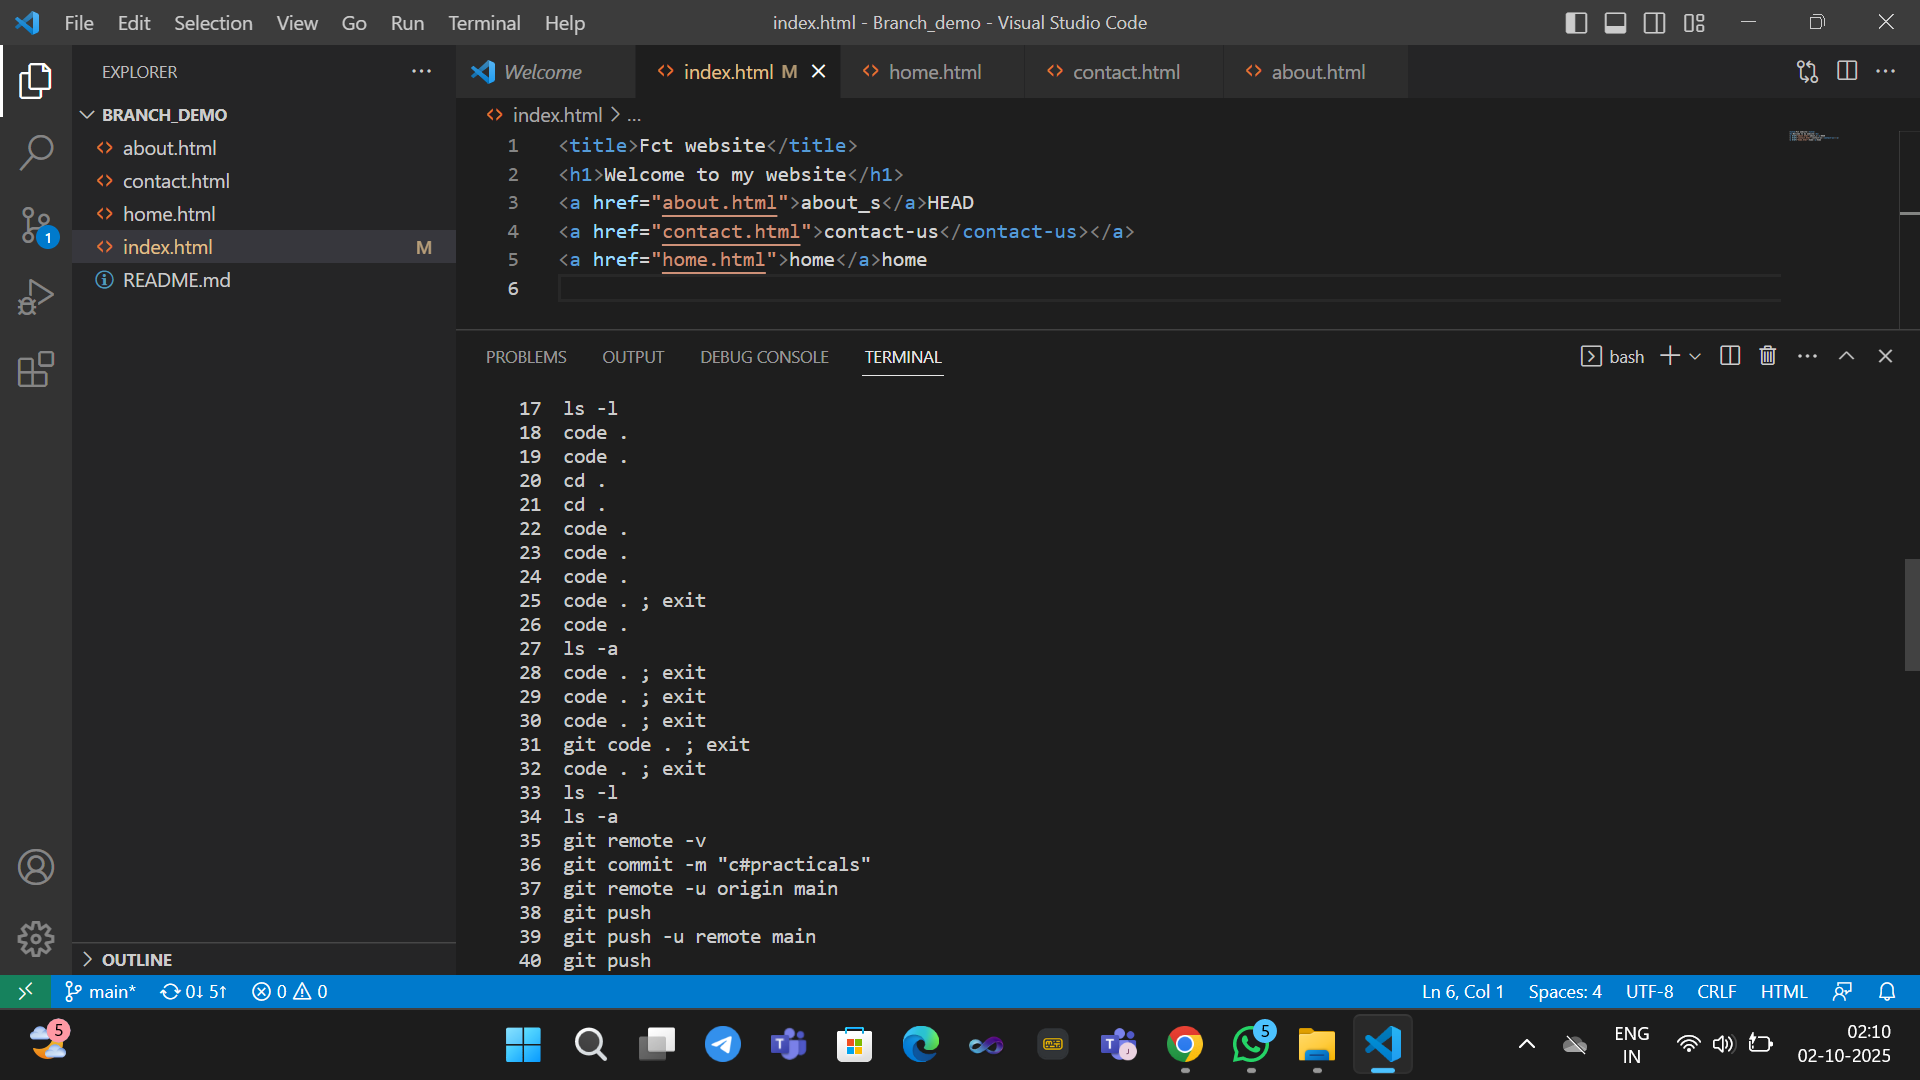 File Edit Selection View Go Run Terminal Help
index.html - Branch_demo - Visual Studio Code
EXPLORER
BRANCH_DEMO
about.html
contact.html
home.html
index.html M
README.md
OUTLINE
1
Welcome
index.html M
home.html
contact.html
about.html
index.html > ...
1 <title>Fct website</title>
2 <h1>Welcome to my website</h1>
3 <a href="about.html">about_s</a>HEAD
4 <a href="contact.html">contact-us</contact-us></a>
5 <a href="home.html">home</a>home
6
PROBLEMS OUTPUT DEBUG CONSOLE TERMINAL
bash
17 ls -l
18 code .
19 code .
20 cd .
21 cd .
22 code .
23 code .
24 code .
25 code . ; exit
26 code .
27 ls -a
28 code . ; exit
29 code . ; exit
30 code . ; exit
31 git code . ; exit
32 code . ; exit
33 ls -l
34 ls -a
35 git remote -v
36 git commit -m "c#practicals"
37 git remote -u origin main
38 git push
39 git push -u remote main
40 git push
main* 0↓ 5↑ 0 0
Ln 6, Col 1 Spaces: 4 UTF-8 CRLF HTML
5
5
ENG
IN
02:10
02-10-2025